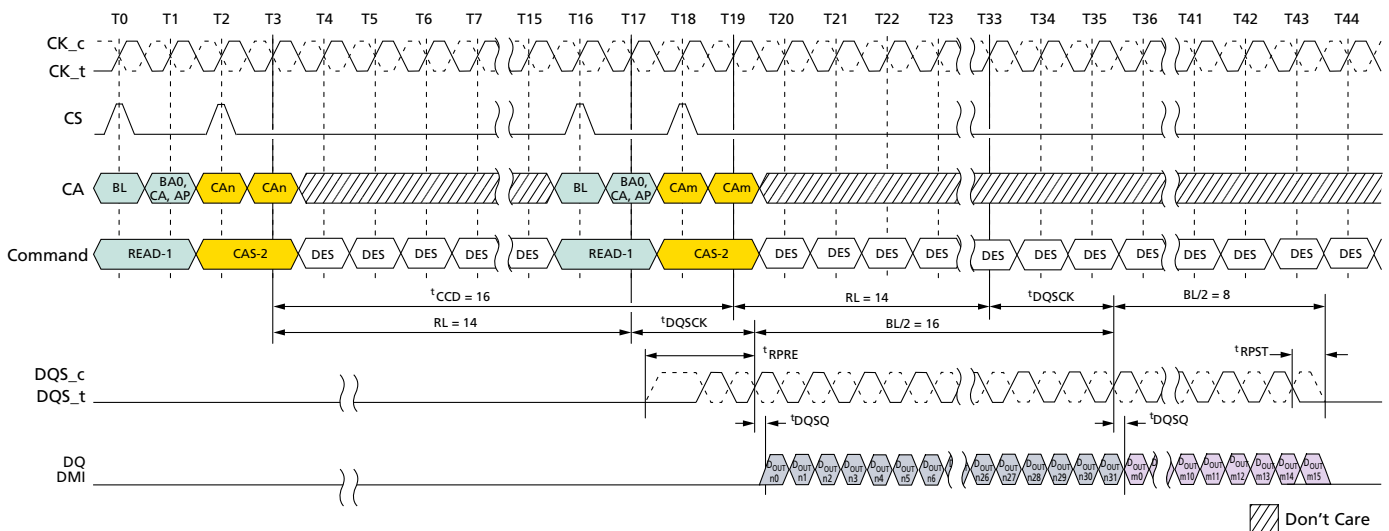 T0 T1 T2 T3 T4 T5 T6 T7 T15 T16 T17 T18 T19 T20 T21 T22 T23 T33 T34 T35 T36 T41 T42 T43 T44
CK_c
CK_t
CS
CA BL BA0, CA, AP CAn CAn BL BA0, CA, AP CAm CAm
Command READ-1 CAS-2 DES DES DES DES DES READ-1 CAS-2 DES DES DES DES DES DES DES DES DES DES DES DES
tCCD = 16 RL = 14 tDQSCK BL/2 = 8
RL = 14 tDQSCK BL/2 = 16
tRPRE tRPST
DQS_c
DQS_t
tDQSQ tDQSQ
DQ
DMI
DOUT n0 DOUT n1 DOUT n2 DOUT n3 DOUT n4 DOUT n5 DOUT n6 DOUT n26 DOUT n27 DOUT n28 DOUT n29 DOUT n30 DOUT n31 DOUT m0 DOUT m10 DOUT m11 DOUT m12 DOUT m13 DOUT m14 DOUT m15
Don't Care